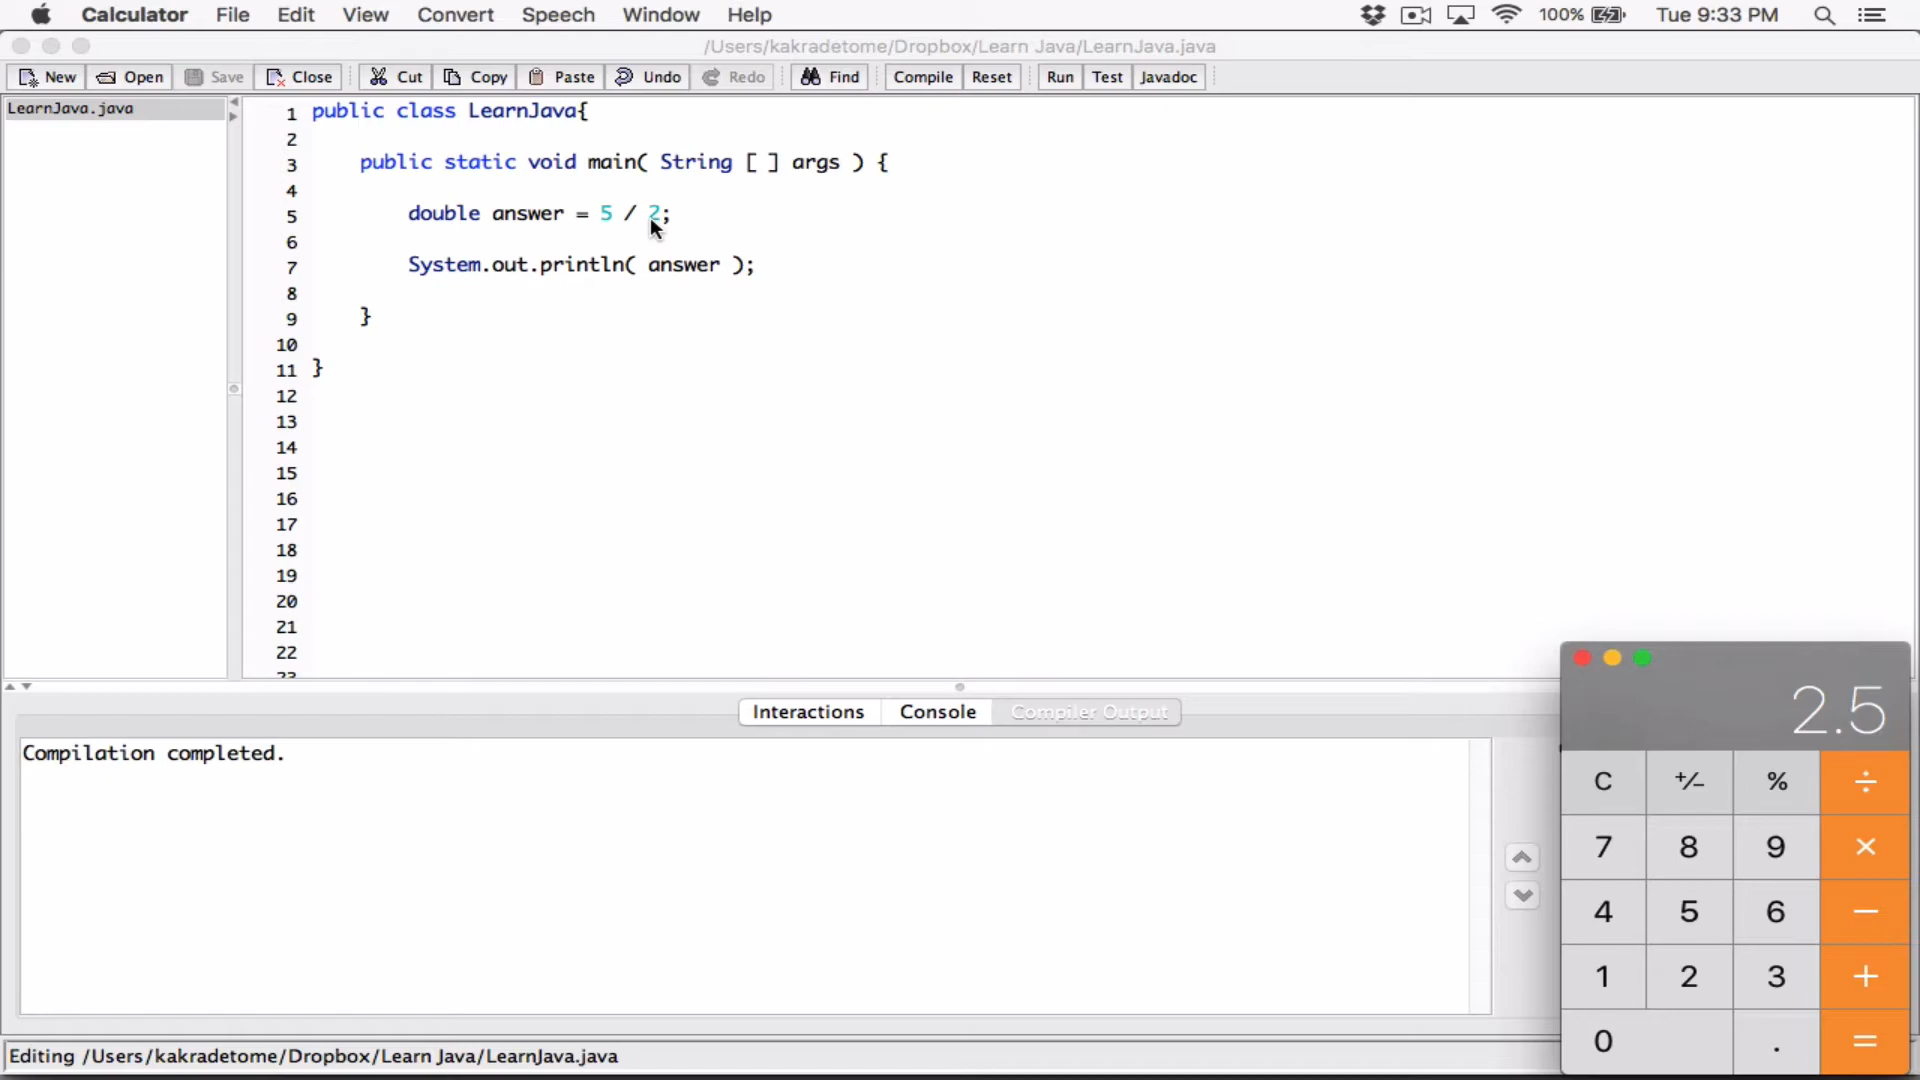 Calculator File Edit View Convert Speech Window Help 100% Tue 9:33 PM
/Users/kakradetome/Dropbox/Learn Java/LearnJava.java
New Open Save Close Cut Copy Paste Undo Redo Find Compile Reset Run Test Javadoc
LearnJava.java
1 public class LearnJava{
2
3 public static void main( String [ ] args ) {
4
5 double answer = 5 / 2;
6
7 System.out.println( answer );
8
9 }
10
11 }
12
13
14
15
16
17
18
19
20
21
22
23
Interactions Console Compiler Output
Compilation completed.
2.5
C +/− % ÷
7 8 9 ×
4 5 6 −
1 2 3 +
0 . =
Editing /Users/kakradetome/Dropbox/Learn Java/LearnJava.java